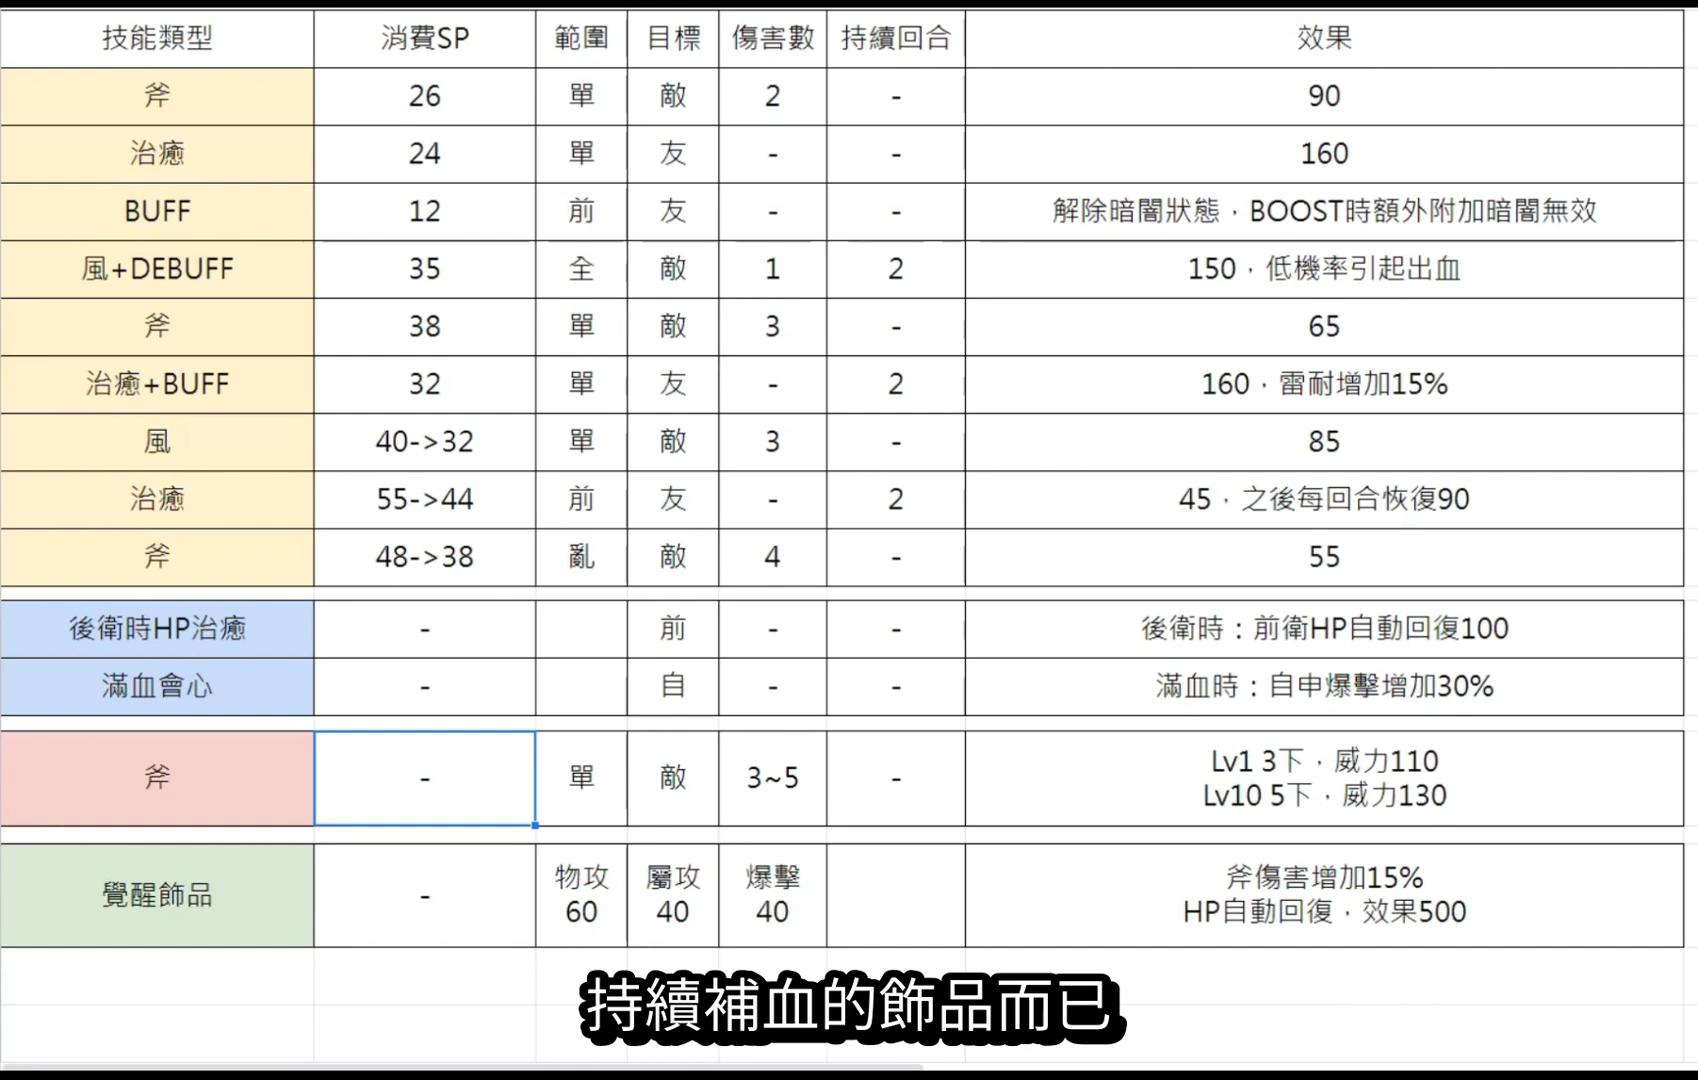 技能類型 消費SP 範圍 目標 傷害數 持續回合 效果
斧 26 單 敵 2 - 90
治癒 24 單 友 - - 160
BUFF 12 前 友 - - 解除暗闇狀態，BOOST時額外附加暗闇無效
風+DEBUFF 35 全 敵 1 2 150，低機率引起出血
斧 38 單 敵 3 - 65
治癒+BUFF 32 單 友 - 2 160，雷耐增加15%
風 40->32 單 敵 3 - 85
治癒 55->44 前 友 - 2 45，之後每回合恢復90
斧 48->38 亂 敵 4 - 55
後衛時HP治癒 - 前 - - 後衛時：前衛HP自動回復100
滿血會心 - 自 - - 滿血時：自申爆擊增加30%
斧 - 單 敵 3~5 - Lv1 3下，威力110
Lv10 5下，威力130
覺醒飾品 - 物攻 屬攻 爆擊 斧傷害增加15%
60 40 40 HP自動回復，效果500
持續補血的飾品而已